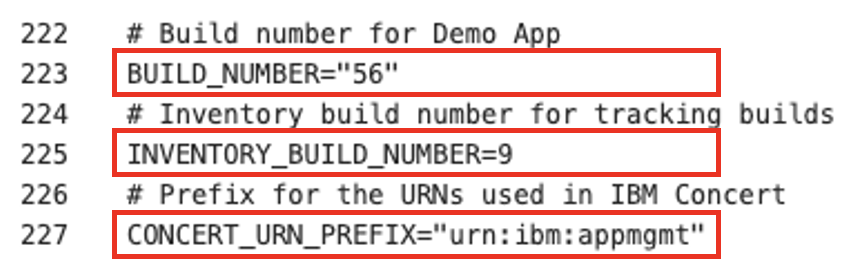 222 # Build number for Demo App
223 BUILD_NUMBER="56"
224 # Inventory build number for tracking builds
225 INVENTORY_BUILD_NUMBER=9
226 # Prefix for the URNs used in IBM Concert
227 CONCERT_URN_PREFIX="urn:ibm:appmgmt"